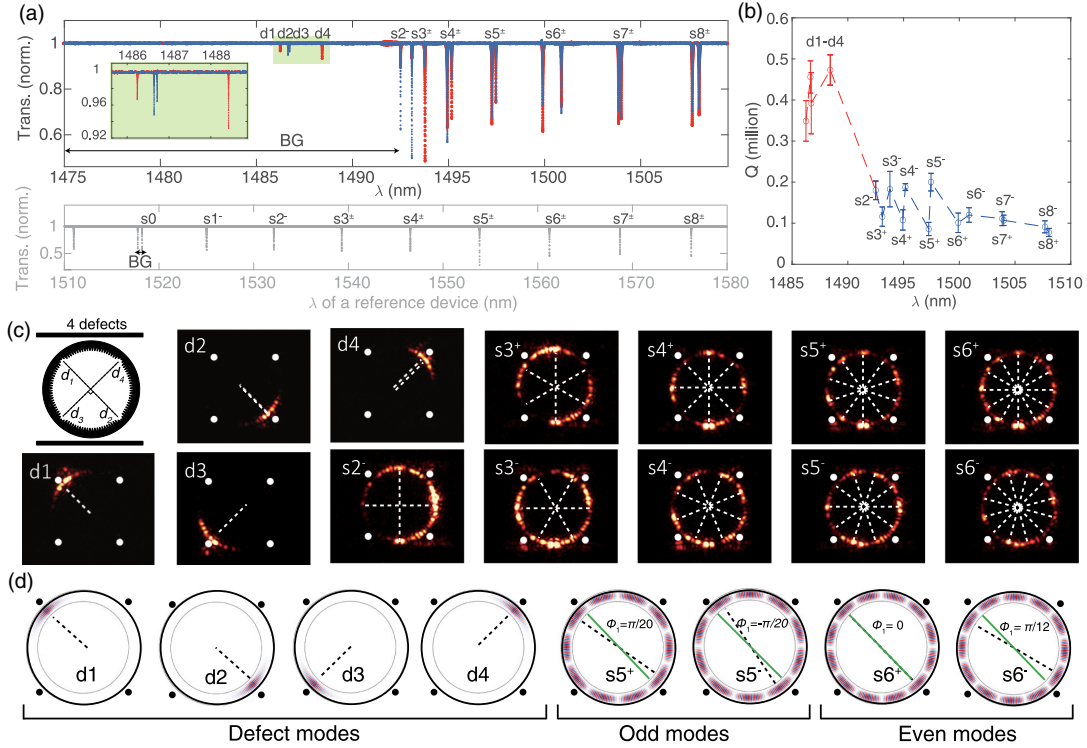 (a)
d1 d2 d3 d4 s2⁻ s3± s4± s5± s6± s7± s8±
1486 1487 1488
1
0.96
0.92
BG
Trans. (norm.)
1
0.8
0.6
1475 1480 1485 1490 1495 1500 1505
λ (nm)
s0 s1⁻ s2⁻ s3± s4± s5± s6± s7± s8±
BG
Trans. (norm.)
1
0.5
1510 1520 1530 1540 1550 1560 1570 1580
λ of a reference device (nm)
(b)
d1-d4
Q (million)
0.6
0.5
0.4
0.3
0.2
0.1
0
s3⁻ s4⁻ s5⁻
s2⁻ s6⁻ s7⁻ s8⁻
s3⁺ s4⁺ s5⁺ s6⁺ s7⁺ s8⁺
1485 1490 1495 1500 1505 1510
λ (nm)
(c)
4 defects
d₁ d₄
d₃ d₂
d2 d4 s3⁺ s4⁺ s5⁺ s6⁺
d1 d3 s2⁻ s3⁻ s4⁻ s5⁻ s6⁻
(d)
Φ₁=π/20 Φ₁=-π/20 Φ₁= 0 Φ₁= π/12
d1 d2 d3 d4 s5⁺ s5⁻ s6⁺ s6⁻
Defect modes Odd modes Even modes